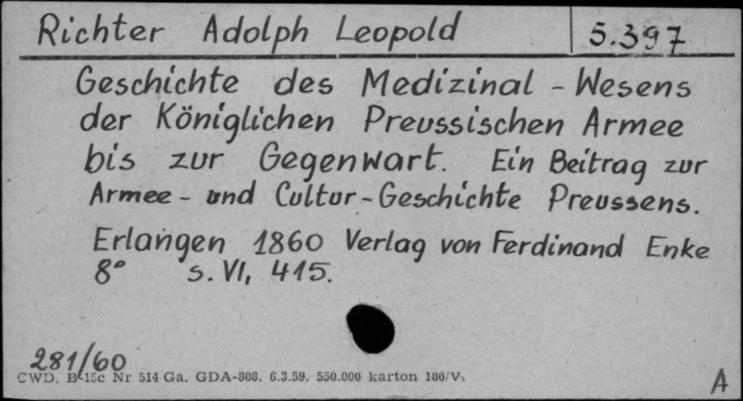 Richter Adolph Leopold 5.397
Geschichte des Medizinal - Wesens
der Königlichen Preussischen Armee
bis zur Gegenwart. Ein Beitrag zur
Armee - und Cultur - Geschichte Preussens.
Erlangen 1860 Verlag von Ferdinand Enke
8° s. VI, 415.
281/60
CWD. B-15c Nr 514 Ga. GDA-808. 6.3.59. 550.000 karton 180/V.
A